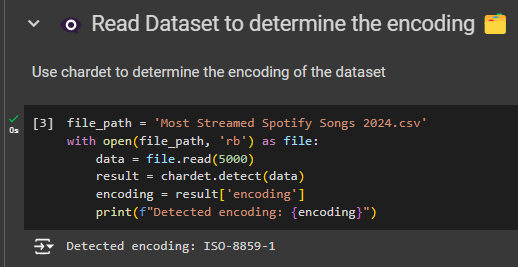 Read Dataset to determine the encoding 🗂️
Use chardet to determine the encoding of the dataset
0s
[3] file_path = 'Most Streamed Spotify Songs 2024.csv'
with open(file_path, 'rb') as file:
    data = file.read(5000)
    result = chardet.detect(data)
    encoding = result['encoding']
    print(f"Detected encoding: {encoding}")
Detected encoding: ISO-8859-1